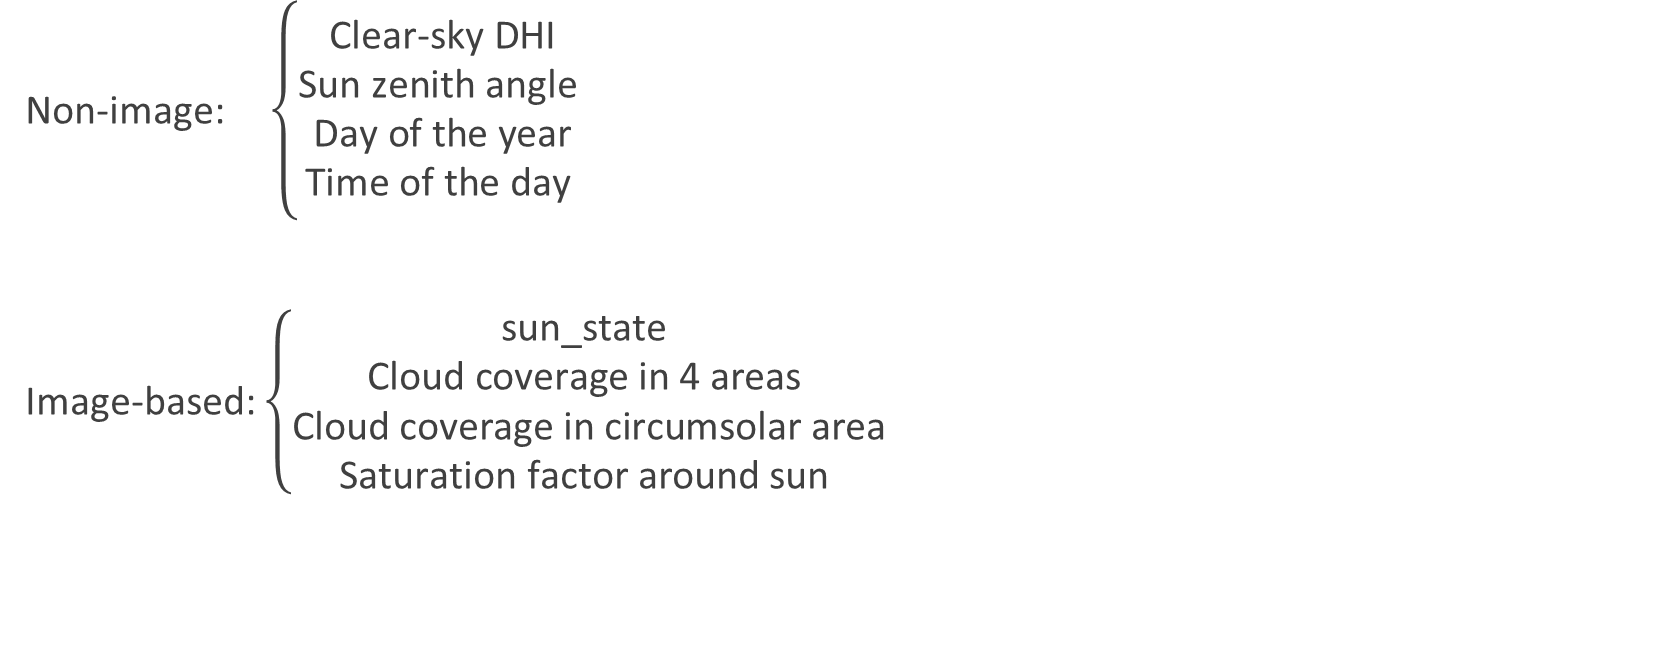 Non-image:
Clear-sky DHI
Sun zenith angle
Day of the year
Time of the day
Image-based:
sun_state
Cloud coverage in 4 areas
Cloud coverage in circumsolar area
Saturation factor around sun